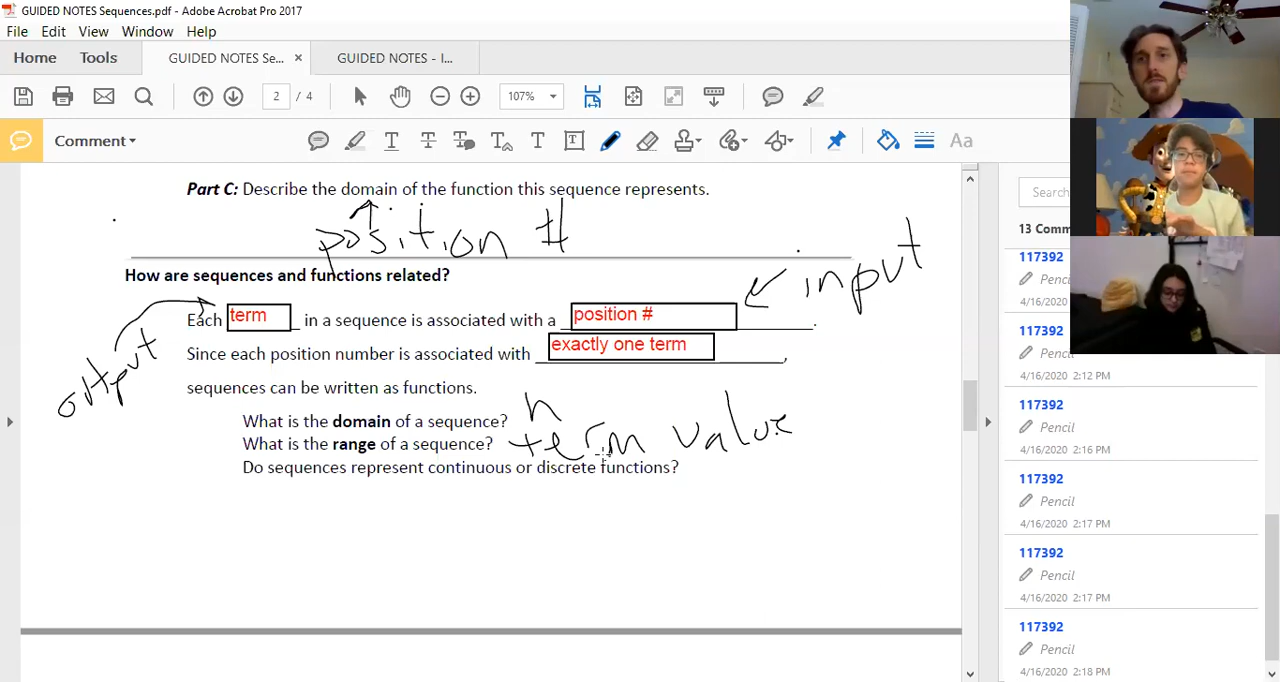 GUIDED NOTES Sequences.pdf - Adobe Acrobat Pro 2017
File Edit View Window Help
Home Tools GUIDED NOTES Se... × GUIDED NOTES - I...
2 / 4 107%
Comment
Part C: Describe the domain of the function this sequence represents.
position #
How are sequences and functions related?
input
Each term in a sequence is associated with a position # .
output
Since each position number is associated with exactly one term ,
sequences can be written as functions.
What is the domain of a sequence? n
What is the range of a sequence? term value
Do sequences represent continuous or discrete functions?
Search
13 Comm
117392
Pencil
4/16/2020
117392
Pencil
4/16/2020 2:12 PM
117392
Pencil
4/16/2020 2:16 PM
117392
Pencil
4/16/2020 2:17 PM
117392
Pencil
4/16/2020 2:17 PM
117392
Pencil
4/16/2020 2:18 PM